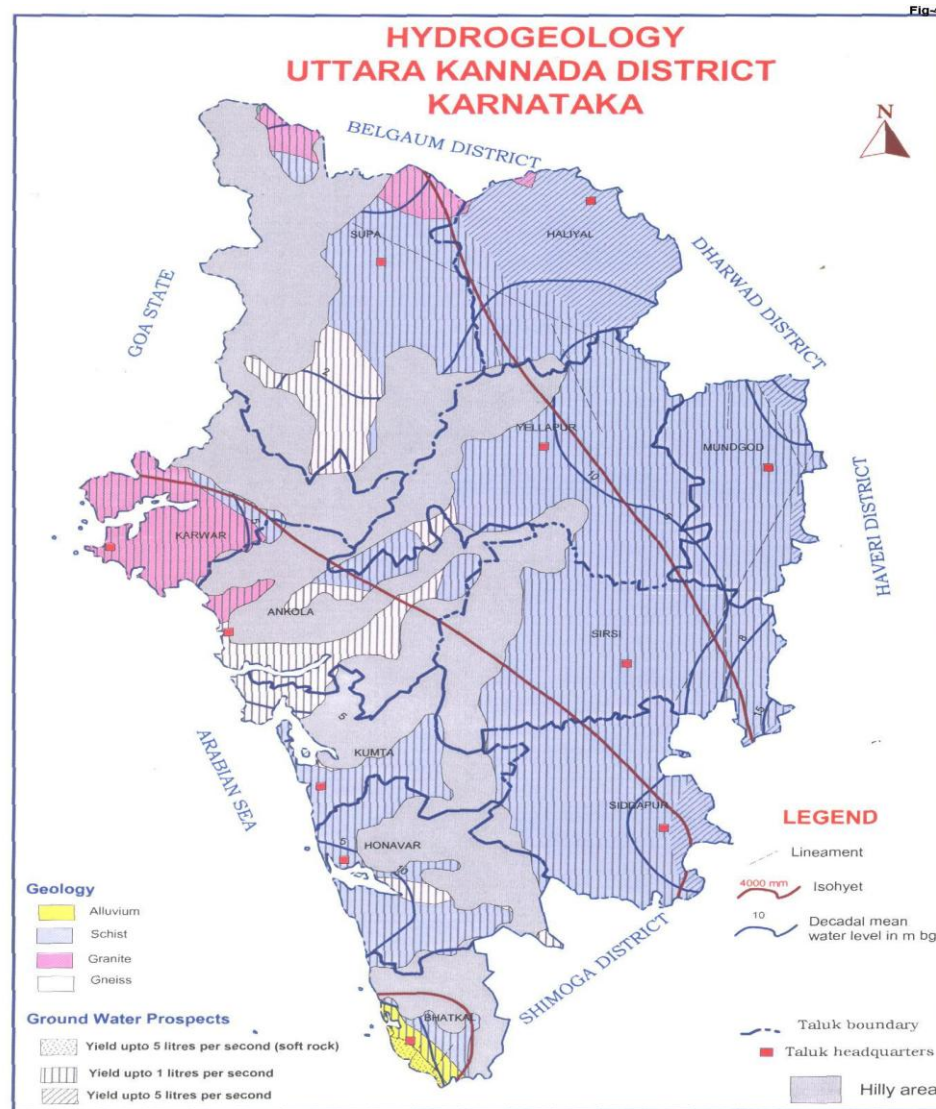 HYDROGEOLOGY
UTTARA KANNADA DISTRICT
KARNATAKA
N
BELGAUM DISTRICT
GOA STATE
DHARWAD DISTRICT
HAVERI DISTRICT
ARABIAN SEA
SHIMOGA DISTRICT
SUPA
HALIYAL
2
YELLAPUR
MUNDGOD
10
KARWAR
5
ANKOLA
SIRSI
8
15
5
KUMTA
SIDDAPUR
HONAVAR
5
10
BHATKAL
Geology
Alluvium
Schist
Granite
Gneiss
Ground Water Prospects
Yield upto 5 litres per second (soft rock)
Yield upto 1 litres per second
Yield upto 5 litres per second
LEGEND
Lineament
4000 mm
Isohyet
10
Decadal mean
water level in m bg
Taluk boundary
Taluk headquarters
Hilly area